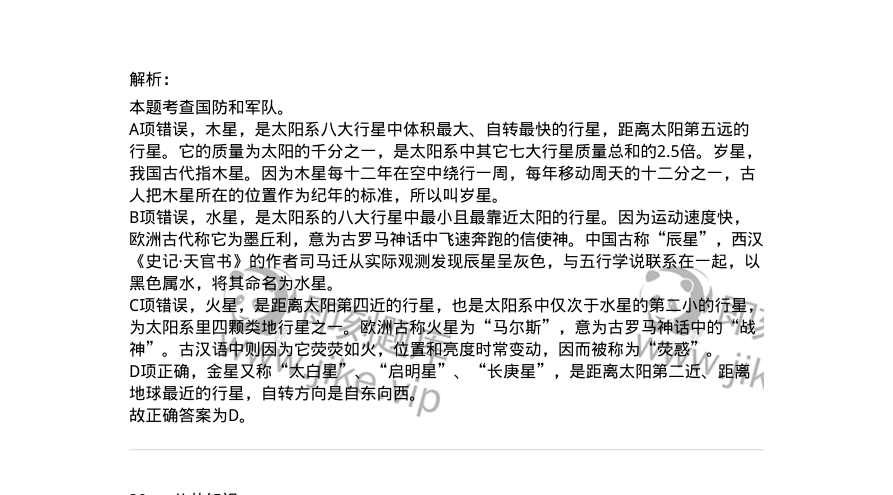 解析：
本题考查国防和军队。
A项错误，木星，是太阳系八大行星中体积最大、自转最快的行星，距离太阳第五远的
行星。它的质量为太阳的千分之一，是太阳系中其它七大行星质量总和的2.5倍。岁星，
我国古代指木星。因为木星每十二年在空中绕行一周，每年移动周天的十二分之一，古
人把木星所在的位置作为纪年的标准，所以叫岁星。
B项错误，水星，是太阳系的八大行星中最小且最靠近太阳的行星。因为运动速度快，
欧洲古代称它为墨丘利，意为古罗马神话中飞速奔跑的信使神。中国古称“辰星”，西汉
《史记·天官书》的作者司马迁从实际观测发现辰星呈灰色，与五行学说联系在一起，以
黑色属水，将其命名为水星。
C项错误，火星，是距离太阳第四近的行星，也是太阳系中仅次于水星的第二小的行星，
为太阳系里四颗类地行星之一。欧洲古称火星为“马尔斯”，意为古罗马神话中的“战
神”。古汉语中则因为它荧荧如火，位置和亮度时常变动，因而被称为“荧惑”。
D项正确，金星又称“太白星”、“启明星”、“长庚星”，是距离太阳第二近、距离
地球最近的行星，自转方向是自东向西。
故正确答案为D。
即刻题库
www.jike.vip